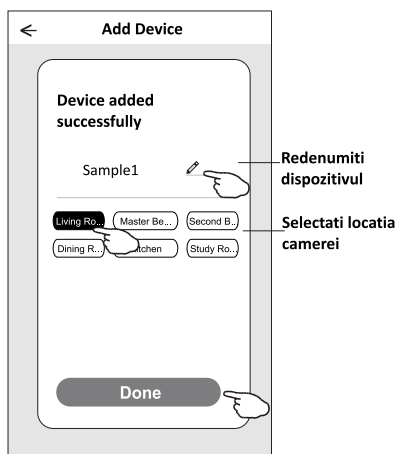 Add Device
Device added
successfully
Sample1
Redenumiti
dispozitivul
Living Ro...
Master Be...
Second B..
Selectati locatia
camerei
Dining R...
itchen
Study Ro...
Done